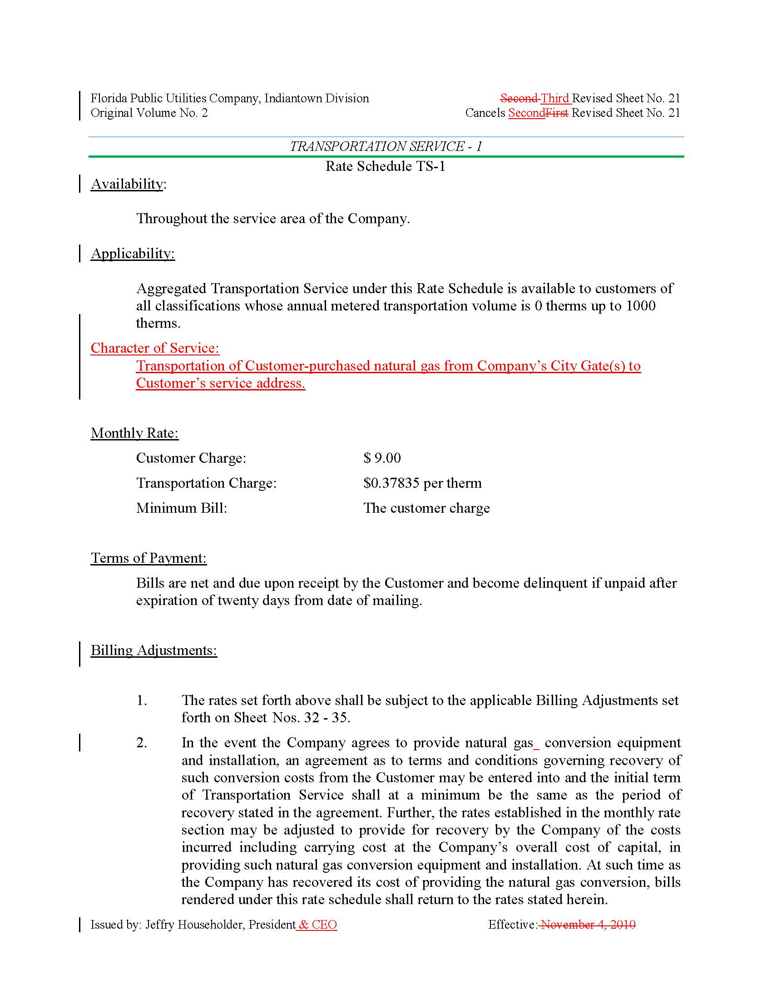 Florida Public Utilities Company, Indiantown Division Second Third Revised Sheet No. 21
Original Volume No. 2 Cancels SecondFirst Revised Sheet No. 21
TRANSPORTATION SERVICE - 1
Rate Schedule TS-1
Availability:
Throughout the service area of the Company.
Applicability:
Aggregated Transportation Service under this Rate Schedule is available to customers of
all classifications whose annual metered transportation volume is 0 therms up to 1000
therms.
Character of Service:
Transportation of Customer-purchased natural gas from Company’s City Gate(s) to
Customer’s service address.
Monthly Rate:
Customer Charge: $ 9.00
Transportation Charge: $0.37835 per therm
Minimum Bill: The customer charge
Terms of Payment:
Bills are net and due upon receipt by the Customer and become delinquent if unpaid after
expiration of twenty days from date of mailing.
Billing Adjustments:
1. The rates set forth above shall be subject to the applicable Billing Adjustments set
forth on Sheet Nos. 32 - 35.
2. In the event the Company agrees to provide natural gas conversion equipment
and installation, an agreement as to terms and conditions governing recovery of
such conversion costs from the Customer may be entered into and the initial term
of Transportation Service shall at a minimum be the same as the period of
recovery stated in the agreement. Further, the rates established in the monthly rate
section may be adjusted to provide for recovery by the Company of the costs
incurred including carrying cost at the Company’s overall cost of capital, in
providing such natural gas conversion equipment and installation. At such time as
the Company has recovered its cost of providing the natural gas conversion, bills
rendered under this rate schedule shall return to the rates stated herein.
Issued by: Jeffry Householder, President & CEO Effective: November 4, 2010